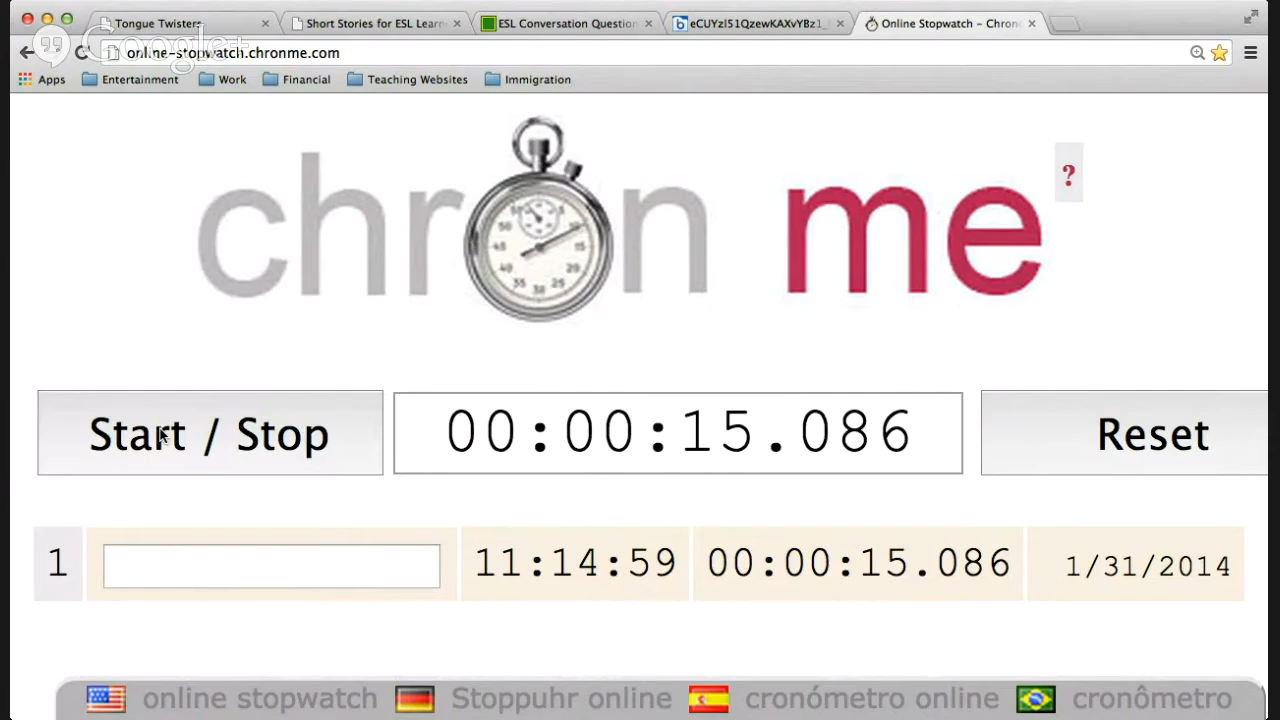 Tongue Twisters
Short Stories for ESL Learn
ESL Conversation Question
eCUYzl51QzewKAXvYBz1_
Online Stopwatch – Chron
Google+
online-stopwatch.chronme.com
Apps Entertainment Work Financial Teaching Websites Immigration
chron me ?
Start / Stop 00:00:15.086 Reset
1 11:14:59 00:00:15.086 1/31/2014
online stopwatch Stoppuhr online cronómetro online cronômetro